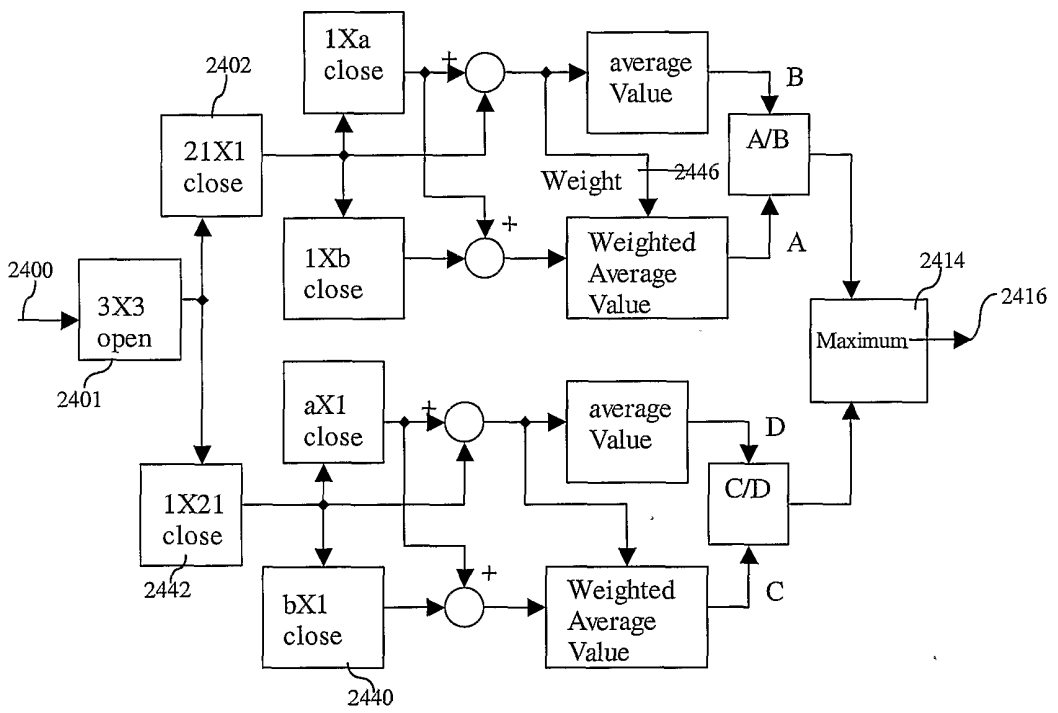 1Xa
close
+
average
Value
B
2402
21X1
close
A/B
Weight
2446
+
A
1Xb
close
Weighted
Average
Value
2400
3X3
open
2401
2414
2416
Maximum
aX1
close
+
average
Value
D
1X21
close
2442
C/D
+
C
bX1
close
Weighted
Average
Value
2440